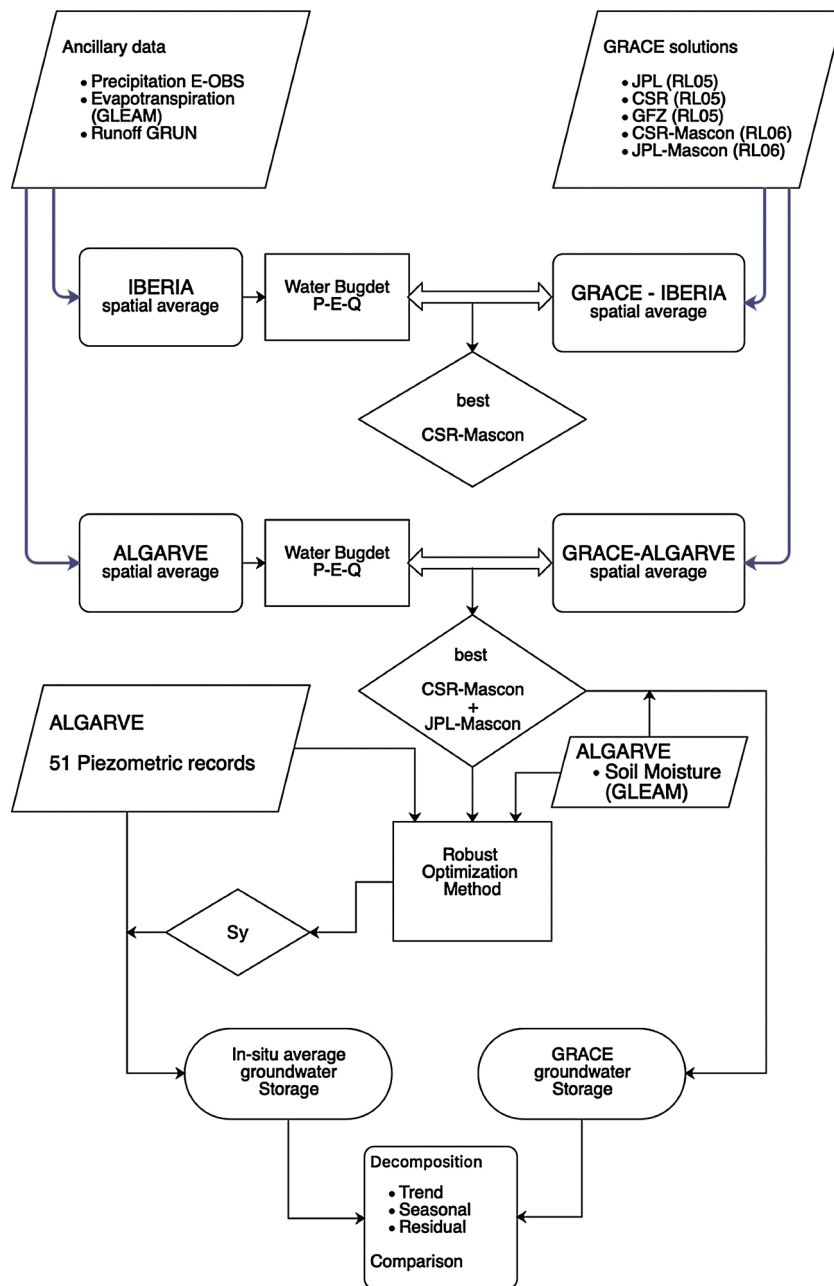 Ancillary data
• Precipitation E-OBS
• Evapotranspiration
(GLEAM)
• Runoff GRUN
GRACE solutions
• JPL (RL05)
• CSR (RL05)
• GFZ (RL05)
• CSR-Mascon (RL06)
• JPL-Mascon (RL06)
IBERIA
spatial average
Water Bugdet
P-E-Q
GRACE - IBERIA
spatial average
best
CSR-Mascon
ALGARVE
spatial average
Water Bugdet
P-E-Q
GRACE-ALGARVE
spatial average
best
CSR-Mascon
+
JPL-Mascon
ALGARVE
51 Piezometric records
ALGARVE
• Soil Moisture
(GLEAM)
Robust
Optimization
Method
Sy
In-situ average
groundwater
Storage
GRACE
groundwater
Storage
Decomposition
• Trend
• Seasonal
• Residual
Comparison